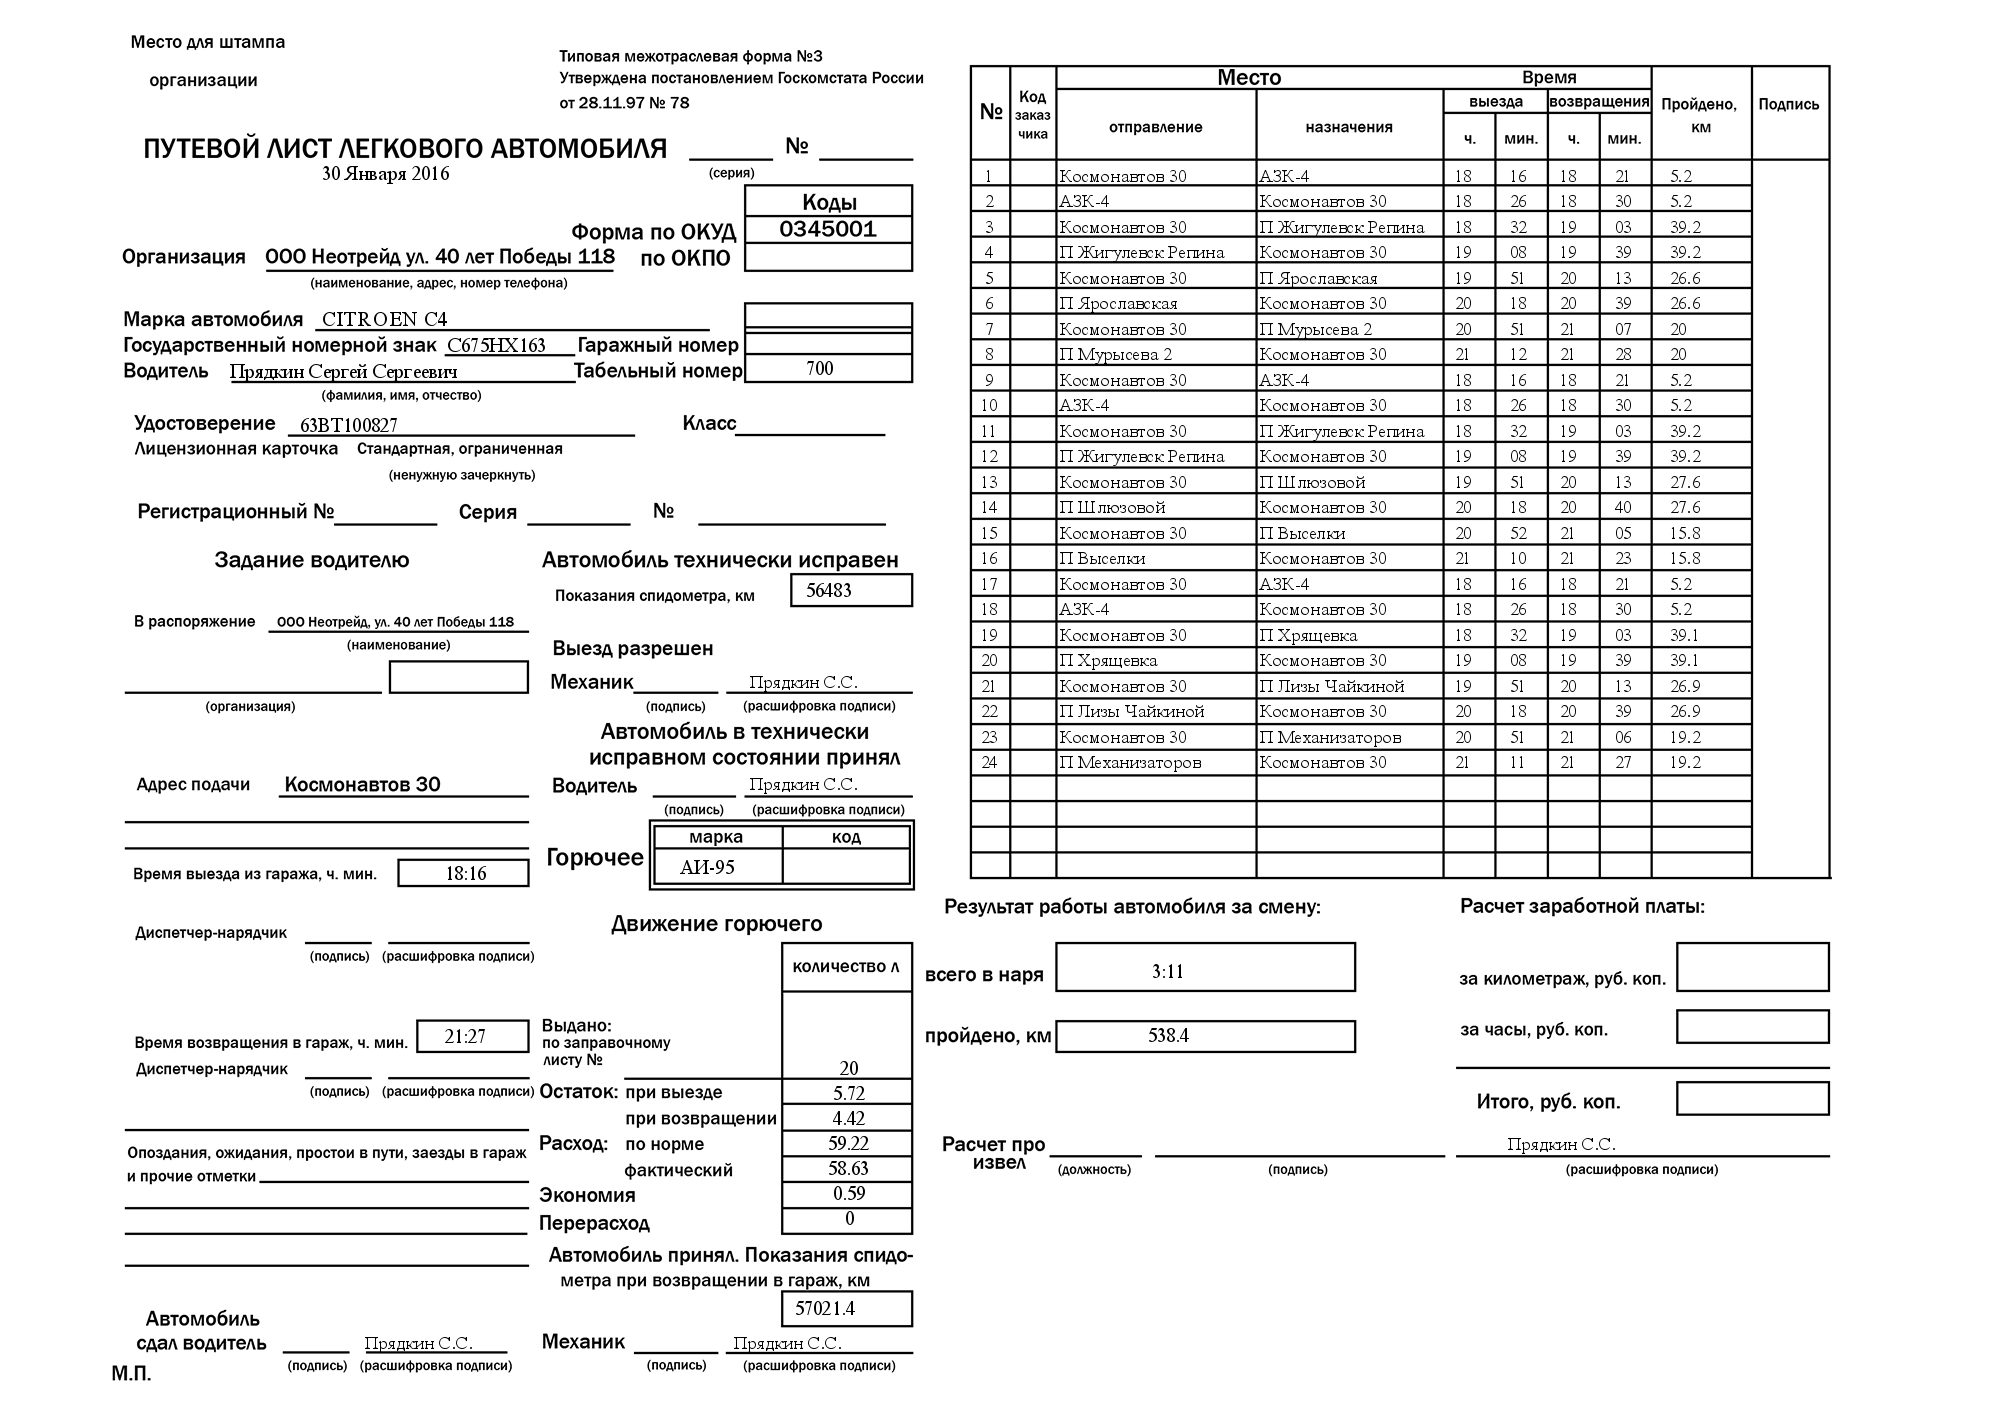 Место для штампа
организации
Типовая межотраслевая форма №3
Утверждена постановлением Госкомстата России
от 28.11.97 № 78
ПУТЕВОЙ ЛИСТ ЛЕГКОВОГО АВТОМОБИЛЯ №
30 Января 2016 (серия)
Коды
Форма по ОКУД 0345001
Организация ООО Неотрейд ул. 40 лет Победы 118 по ОКПО
(наименование, адрес, номер телефона)
Марка автомобиля CITROEN C4
Государственный номерной знак С675НХ163 Гаражный номер
Водитель Прядкин Сергей Сергеевич Табельный номер 700
(фамилия, имя, отчество)
Удостоверение 63ВТ100827 Класс
Лицензионная карточка Стандартная, ограниченная
(ненужную зачеркнуть)
Регистрационный № Серия №
Задание водителю Автомобиль технически исправен
Показания спидометра, км 56483
В распоряжение ООО Неотрейд, ул. 40 лет Победы 118
(наименование)
Выезд разрешен
Механик Прядкин С.С.
(организация) (подпись) (расшифровка подписи)
Автомобиль в технически
исправном состоянии принял
Адрес подачи Космонавтов 30 Водитель Прядкин С.С.
(подпись) (расшифровка подписи)
марка код
Горючее АИ-95
Время выезда из гаража, ч. мин. 18:16
Движение горючего
Диспетчер-нарядчик
(подпись) (расшифровка подписи)
количество л
Время возвращения в гараж, ч. мин. 21:27
Выдано:
по заправочному
листу № 20
Диспетчер-нарядчик
(подпись) (расшифровка подписи)
Остаток: при выезде 5.72
при возвращении 4.42
Расход: по норме 59.22
фактический 58.63
Опоздания, ожидания, простои в пути, заезды в гараж
и прочие отметки
Экономия 0.59
Перерасход 0
Автомобиль принял. Показания спидо-
метра при возвращении в гараж, км
57021.4
Автомобиль
сдал водитель Прядкин С.С. Механик Прядкин С.С.
(подпись) (расшифровка подписи) (подпись) (расшифровка подписи)
М.П.
№ Код заказ чика Место Время Пройдено, км Подпись
отправление назначения выезда возвращения
ч. мин. ч. мин.
1 Космонавтов 30 АЗК-4 18 16 18 21 5.2
2 АЗК-4 Космонавтов 30 18 26 18 30 5.2
3 Космонавтов 30 П Жигулевск Репина 18 32 19 03 39.2
4 П Жигулевск Репина Космонавтов 30 19 08 19 39 39.2
5 Космонавтов 30 П Ярославская 19 51 20 13 26.6
6 П Ярославская Космонавтов 30 20 18 20 39 26.6
7 Космонавтов 30 П Мурысева 2 20 51 21 07 20
8 П Мурысева 2 Космонавтов 30 21 12 21 28 20
9 Космонавтов 30 АЗК-4 18 16 18 21 5.2
10 АЗК-4 Космонавтов 30 18 26 18 30 5.2
11 Космонавтов 30 П Жигулевск Репина 18 32 19 03 39.2
12 П Жигулевск Репина Космонавтов 30 19 08 19 39 39.2
13 Космонавтов 30 П Шлюзовой 19 51 20 13 27.6
14 П Шлюзовой Космонавтов 30 20 18 20 40 27.6
15 Космонавтов 30 П Выселки 20 52 21 05 15.8
16 П Выселки Космонавтов 30 21 10 21 23 15.8
17 Космонавтов 30 АЗК-4 18 16 18 21 5.2
18 АЗК-4 Космонавтов 30 18 26 18 30 5.2
19 Космонавтов 30 П Хрящевка 18 32 19 03 39.1
20 П Хрящевка Космонавтов 30 19 08 19 39 39.1
21 Космонавтов 30 П Лизы Чайкиной 19 51 20 13 26.9
22 П Лизы Чайкиной Космонавтов 30 20 18 20 39 26.9
23 Космонавтов 30 П Механизаторов 20 51 21 06 19.2
24 П Механизаторов Космонавтов 30 21 11 21 27 19.2
Результат работы автомобиля за смену: Расчет заработной платы:
всего в наря 3:11 за километраж, руб. коп.
пройдено, км 538.4 за часы, руб. коп.
Итого, руб. коп.
Расчет про
извел Прядкин С.С.
(должность) (подпись) (расшифровка подписи)